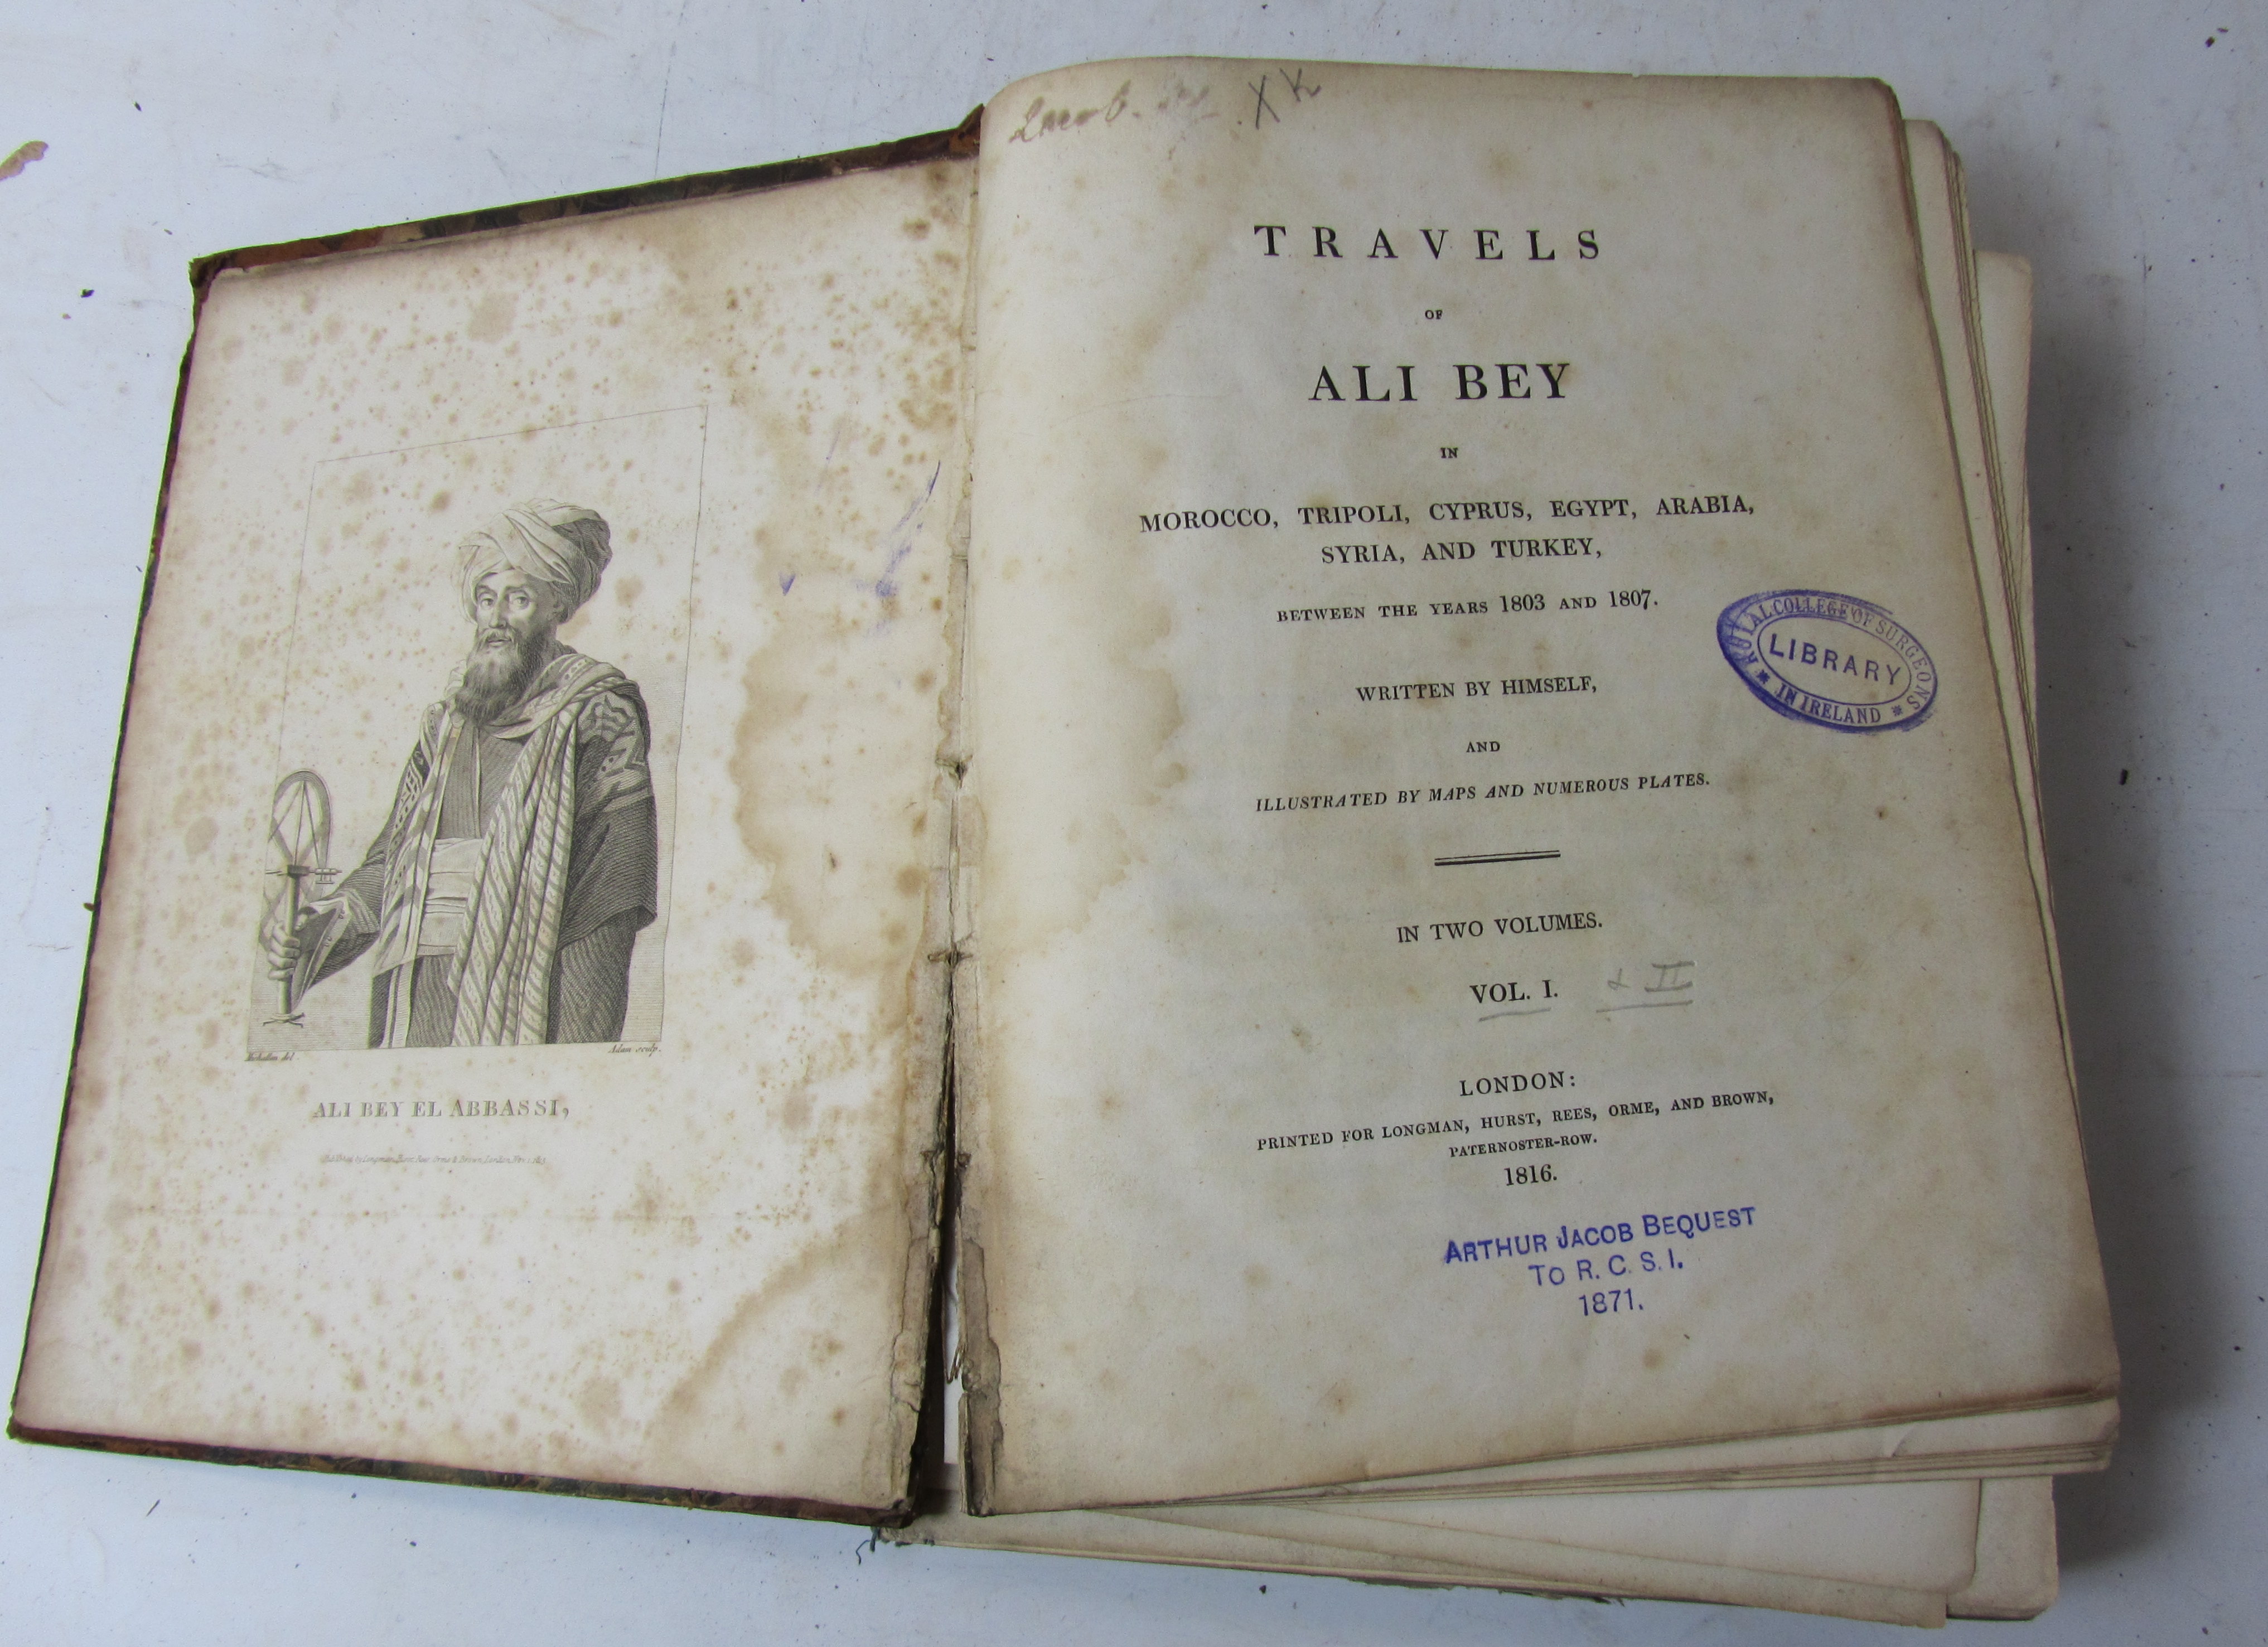 Adam sculp.
ALI BEY EL ABBASSI,
X K
TRAVELS
OF
ALI BEY
IN
MOROCCO, TRIPOLI, CYPRUS, EGYPT, ARABIA,
SYRIA, AND TURKEY,
BETWEEN THE YEARS 1803 AND 1807.
WRITTEN BY HIMSELF,
AND
ILLUSTRATED BY MAPS AND NUMEROUS PLATES.
IN TWO VOLUMES.
VOL. I. & II
LONDON:
PRINTED FOR LONGMAN, HURST, REES, ORME, AND BROWN,
PATERNOSTER-ROW.
1816.
ROYAL COLLEGE OF SURGEONS
LIBRARY
* IN IRELAND *
ARTHUR JACOB BEQUEST
TO R. C. S. I.
1871.